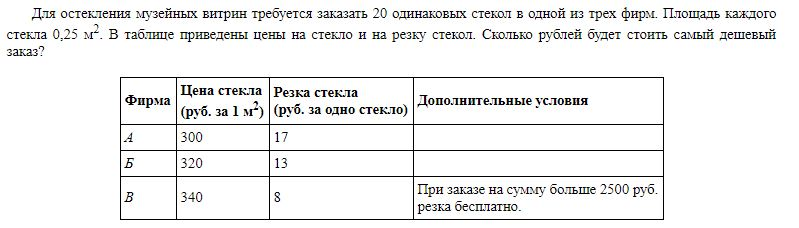 Для остекления музейных витрин требуется заказать 20 одинаковых стекол в одной из трех фирм. Площадь каждого
стекла 0,25 м2. В таблице приведены цены на стекло и на резку стекол. Сколько рублей будет стоить самый дешевый
заказ?
Фирма Цена стекла (руб. за 1 м2) Резка стекла (руб. за одно стекло) Дополнительные условия
А 300 17
Б 320 13
В 340 8 При заказе на сумму больше 2500 руб.
резка бесплатно.